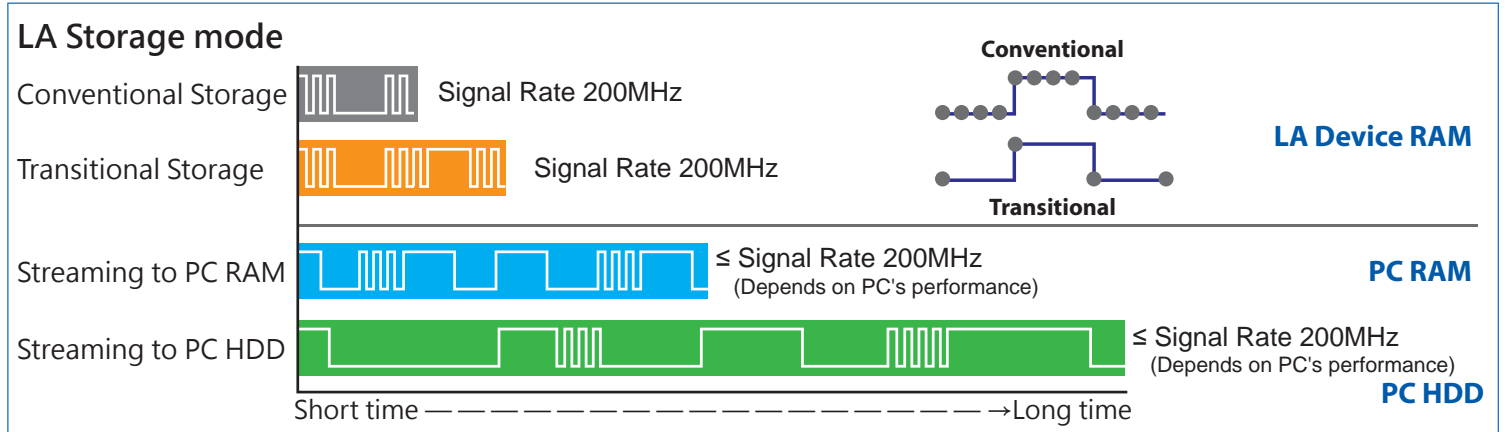 LA Storage mode
Conventional
Conventional Storage
Signal Rate 200MHz
LA Device RAM
Transitional Storage
Signal Rate 200MHz
Transitional
Streaming to PC RAM
≤ Signal Rate 200MHz
(Depends on PC's performance)
PC RAM
Streaming to PC HDD
≤ Signal Rate 200MHz
(Depends on PC's performance)
PC HDD
Short time — — — — — — — — — — — — — — — — — →Long time